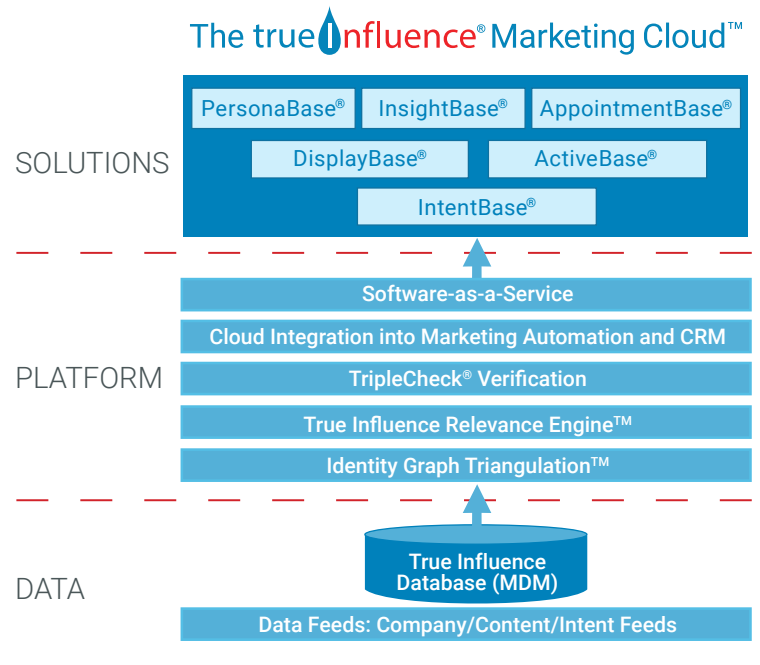 The trueInfluence® Marketing Cloud™
PersonaBase® InsightBase® AppointmentBase®
SOLUTIONS
DisplayBase® ActiveBase®
IntentBase®
Software-as-a-Service
Cloud Integration into Marketing Automation and CRM
PLATFORM
TripleCheck® Verification
True Influence Relevance Engine™
Identity Graph Triangulation™
True Influence
Database (MDM)
DATA
Data Feeds: Company/Content/Intent Feeds